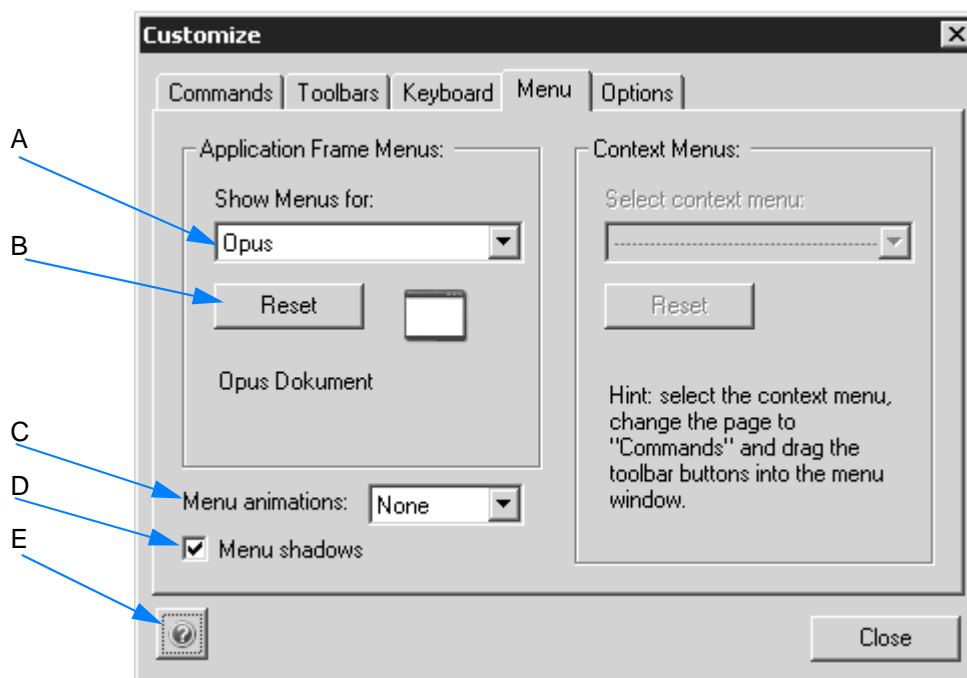 Customize
Commands
Toolbars
Keyboard
Menu
Options
A
B
C
D
E
Application Frame Menus:
Show Menus for:
Opus
Reset
Opus Dokument
Menu animations:
None
Menu shadows
Context Menus:
Select context menu:
Reset
Hint: select the context menu,
change the page to
"Commands" and drag the
toolbar buttons into the menu
window.
Close